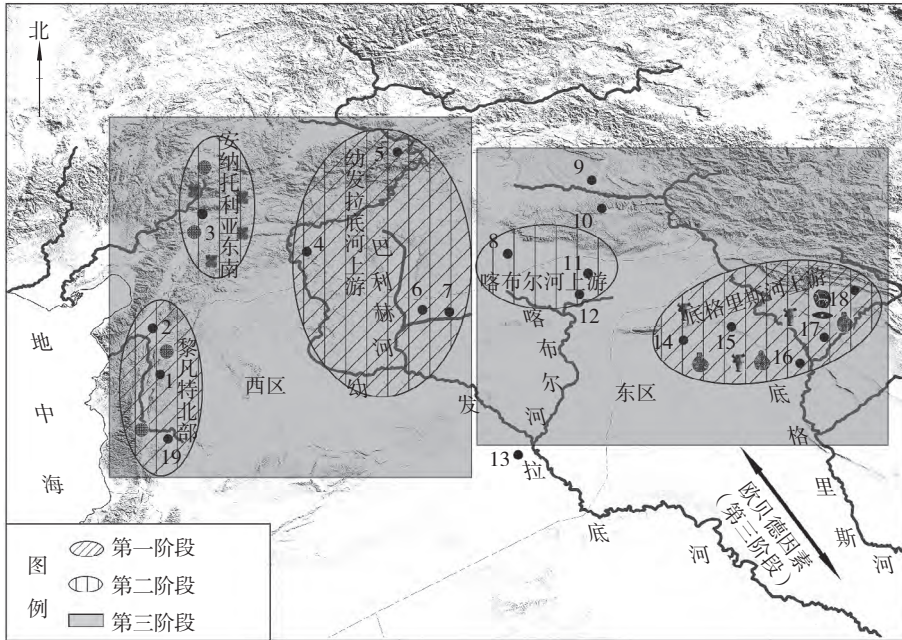 北
安纳托利亚东南
幼发拉底河上游
巴利赫河
喀布尔河上游
底格里斯河上游
黎凡特北部
西区
东区
地中海
幼发拉底河
喀布尔河
底格里斯河
欧贝德因素
(第三阶段)
1
2
3
4
5
6
7
8
9
10
11
12
13
14
15
16
17
18
19
图例
第一阶段
第二阶段
第三阶段